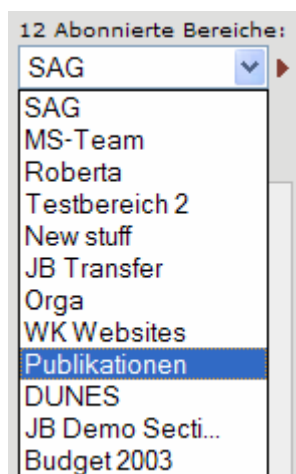 12 Abonnierte Bereiche:
SAG
SAG
MS-Team
Roberta
Testbereich 2
New stuff
JB Transfer
Orga
WK Websites
Publikationen
DUNES
JB Demo Secti...
Budget 2003